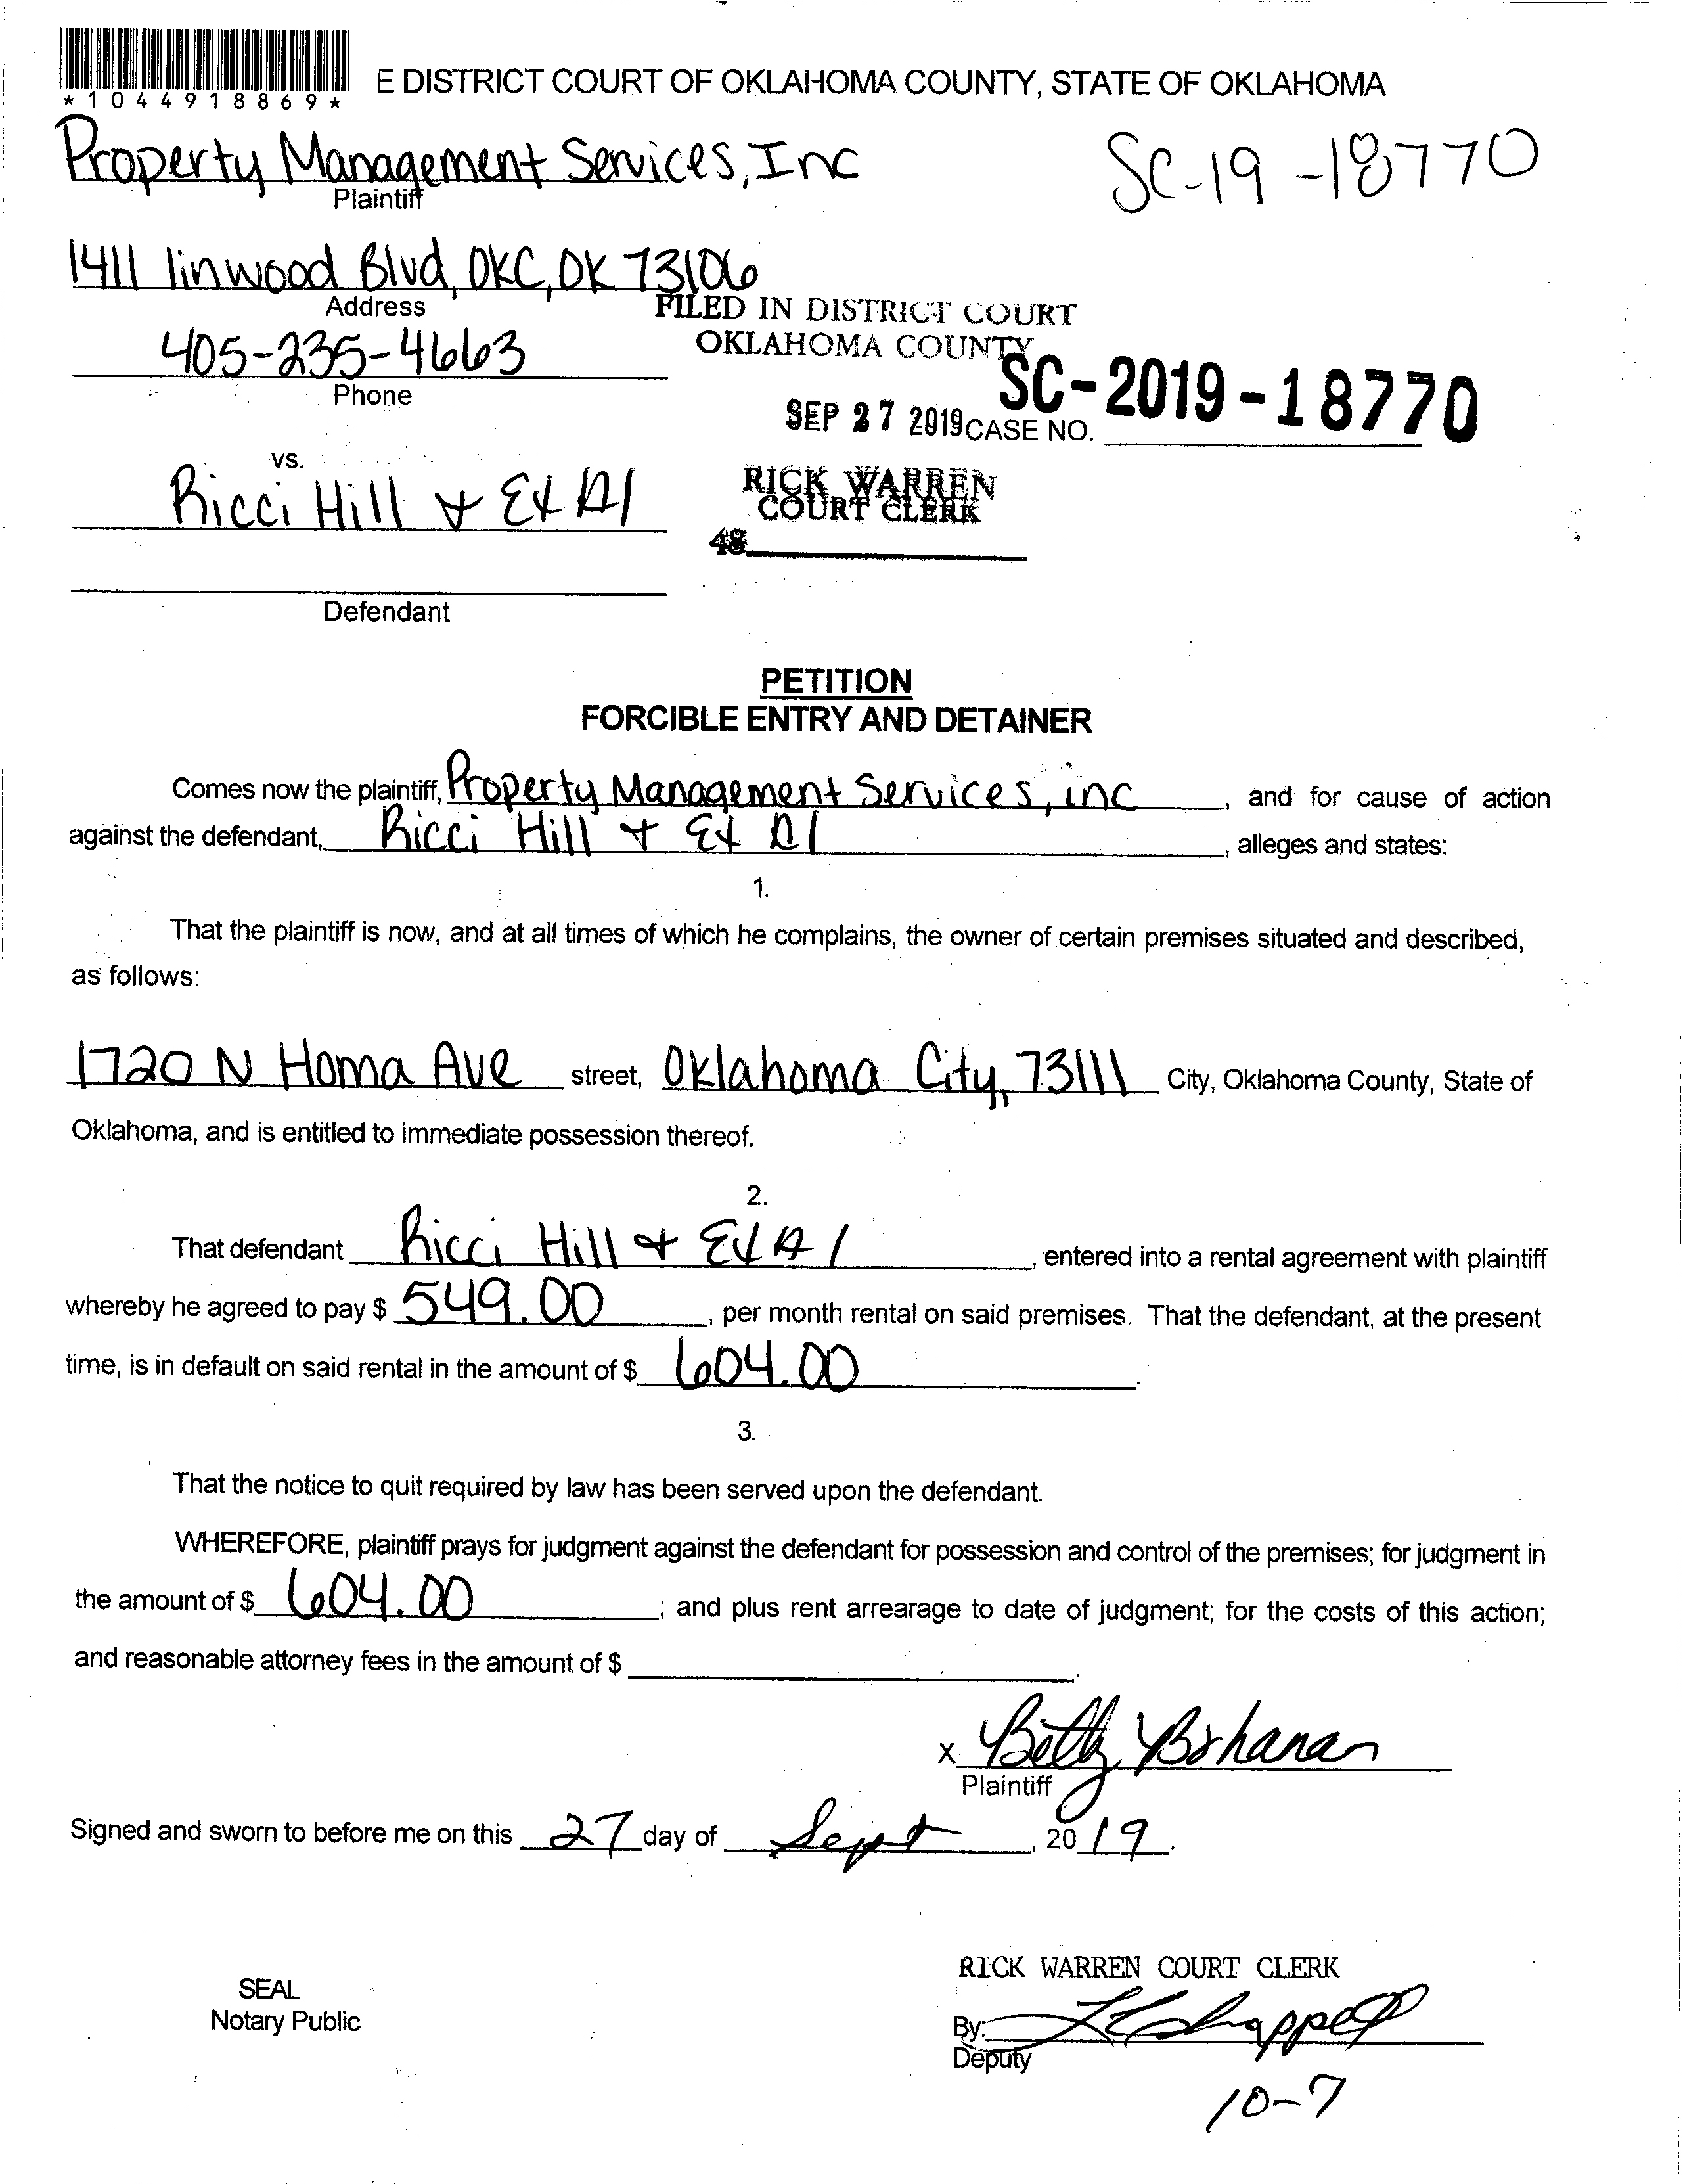 *1044918869*
E DISTRICT COURT OF OKLAHOMA COUNTY, STATE OF OKLAHOMA
Property Management Services, Inc
Plaintiff
SC-19-18770
1411 linwood Blvd, OKC, OK 73106
Address
FILED IN DISTRICT COURT
OKLAHOMA COUNTY
405-235-4663
Phone
SEP 27 2019 CASE NO. SC-2019-18770
vs.
Ricci Hill & Et Al
RICK WARREN
COURT CLERK
48
Defendant
PETITION
FORCIBLE ENTRY AND DETAINER
Comes now the plaintiff, Property Management Services, inc, and for cause of action
against the defendant, Ricci Hill & Et Al, alleges and states:
1.
That the plaintiff is now, and at all times of which he complains, the owner of certain premises situated and described,
as follows:
1720 N Homa Ave street, Oklahoma City, 73111 City, Oklahoma County, State of
Oklahoma, and is entitled to immediate possession thereof.
2.
That defendant Ricci Hill & Et Al, entered into a rental agreement with plaintiff
whereby he agreed to pay $ 549.00, per month rental on said premises. That the defendant, at the present
time, is in default on said rental in the amount of $ 604.00.
3.
That the notice to quit required by law has been served upon the defendant.
WHEREFORE, plaintiff prays for judgment against the defendant for possession and control of the premises; for judgment in
the amount of $ 604.00; and plus rent arrearage to date of judgment; for the costs of this action;
and reasonable attorney fees in the amount of $ .
x Betty Bohanan
Plaintiff
Signed and sworn to before me on this 27 day of Sept, 2019.
RICK WARREN COURT CLERK
SEAL
Notary Public
By:
Deputy
10-7